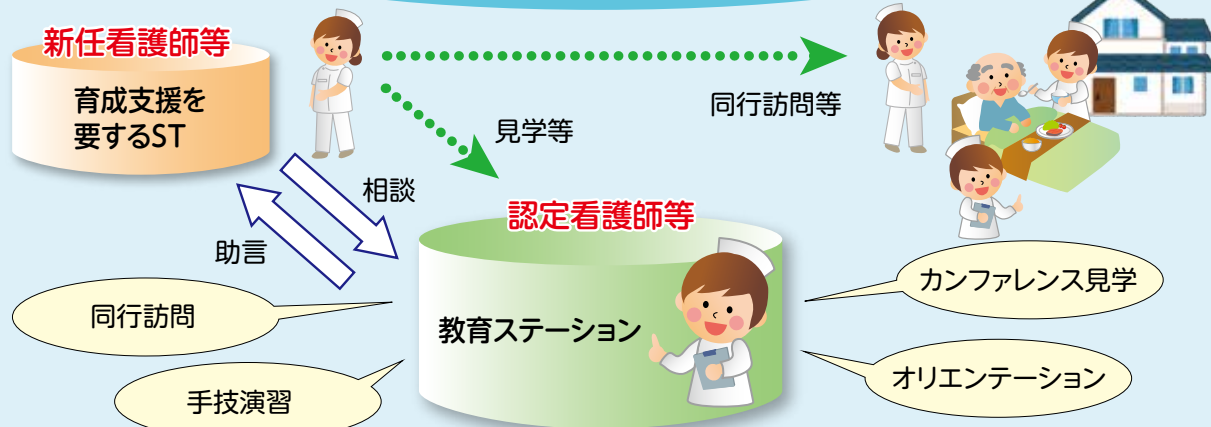 新任看護師等
育成支援を
要するST
同行訪問等
見学等
相談
助言
認定看護師等
教育ステーション
同行訪問
手技演習
カンファレンス見学
オリエンテーション